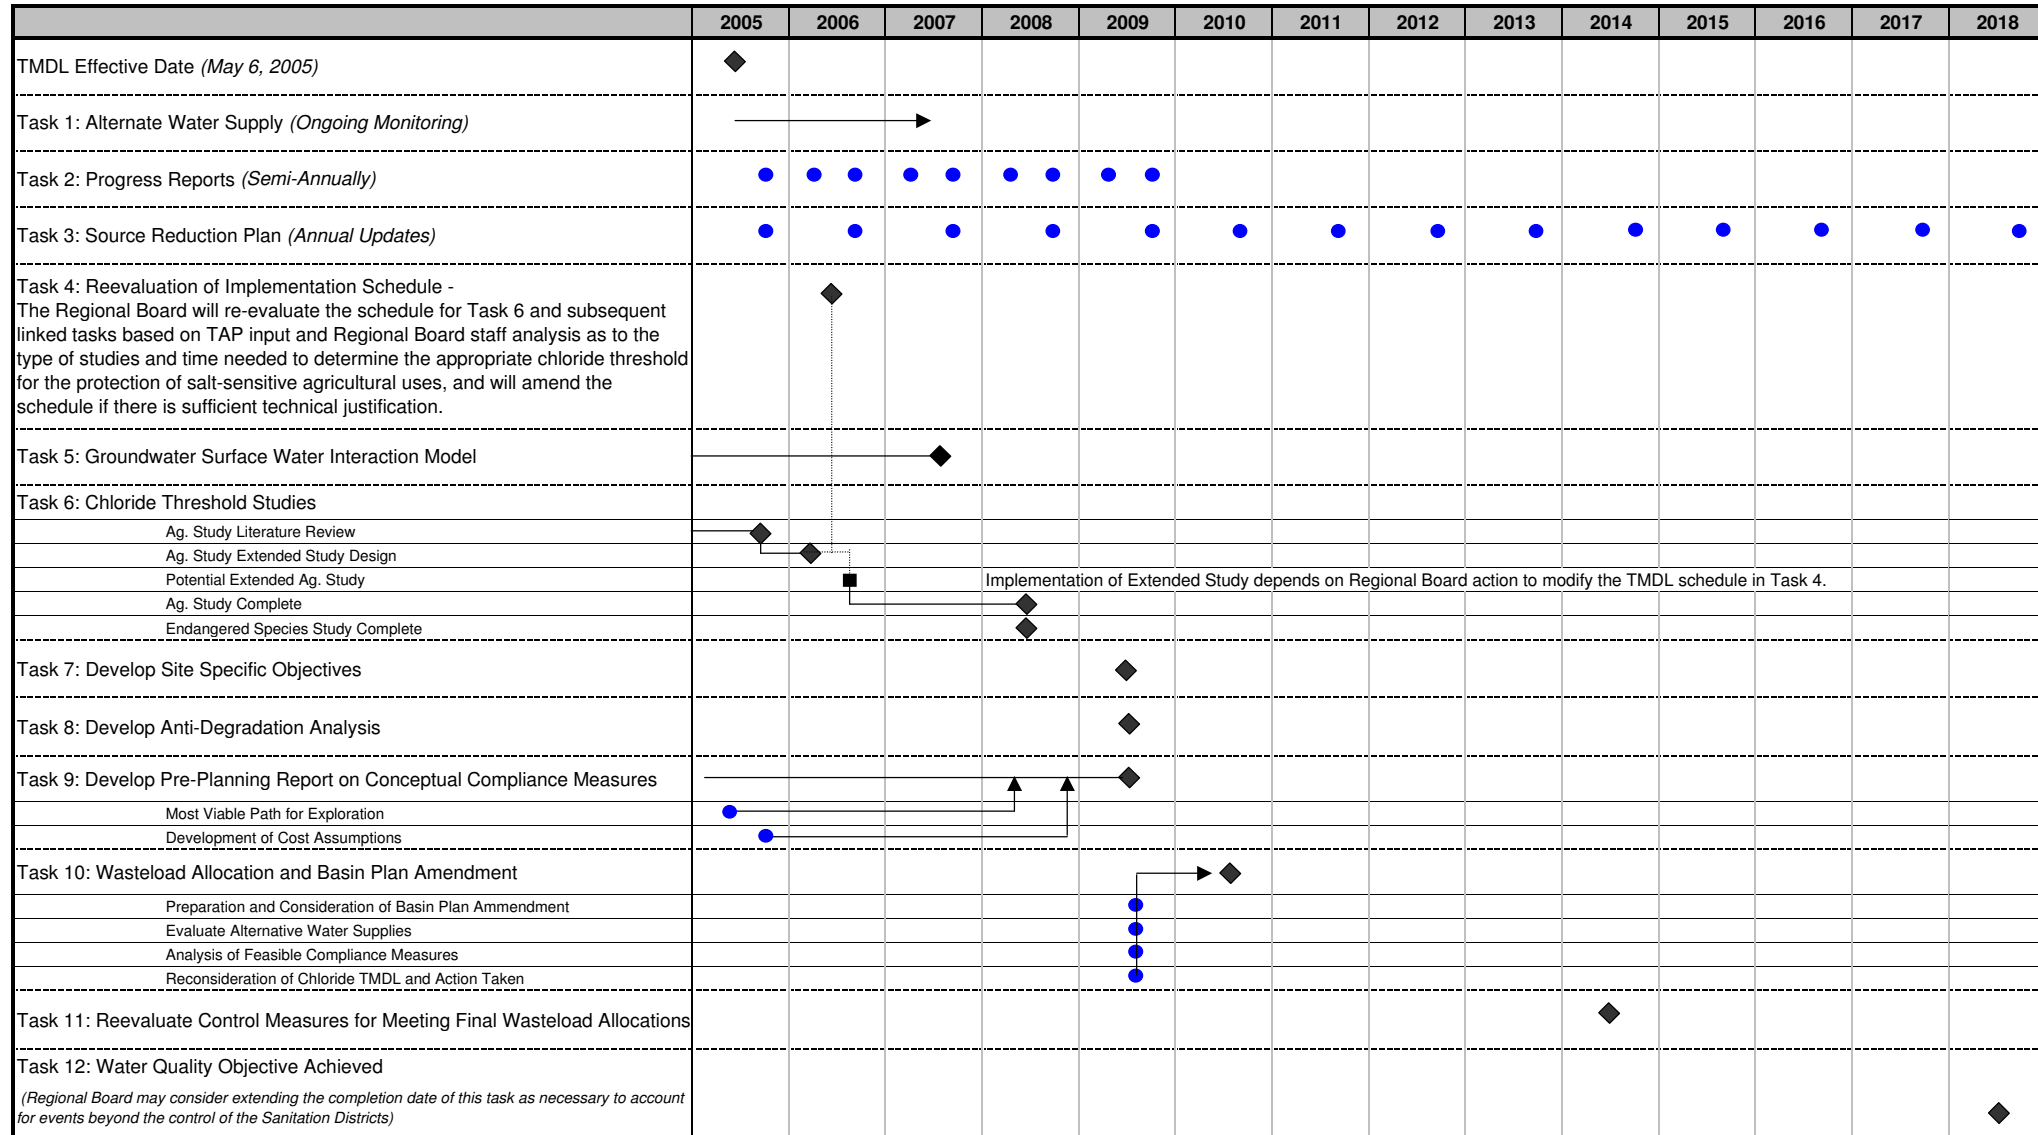 2005 2006 2007 2008 2009 2010 2011 2012 2013 2014 2015 2016 2017 2018
TMDL Effective Date (May 6, 2005)
Task 1: Alternate Water Supply (Ongoing Monitoring)
Task 2: Progress Reports (Semi-Annually)
Task 3: Source Reduction Plan (Annual Updates)
Task 4: Reevaluation of Implementation Schedule -
The Regional Board will re-evaluate the schedule for Task 6 and subsequent
linked tasks based on TAP input and Regional Board staff analysis as to the
type of studies and time needed to determine the appropriate chloride threshold
for the protection of salt-sensitive agricultural uses, and will amend the
schedule if there is sufficient technical justification.
Task 5: Groundwater Surface Water Interaction Model
Task 6: Chloride Threshold Studies
Ag. Study Literature Review
Ag. Study Extended Study Design
Potential Extended Ag. Study Implementation of Extended Study depends on Regional Board action to modify the TMDL schedule in Task 4.
Ag. Study Complete
Endangered Species Study Complete
Task 7: Develop Site Specific Objectives
Task 8: Develop Anti-Degradation Analysis
Task 9: Develop Pre-Planning Report on Conceptual Compliance Measures
Most Viable Path for Exploration
Development of Cost Assumptions
Task 10: Wasteload Allocation and Basin Plan Amendment
Preparation and Consideration of Basin Plan Ammendment
Evaluate Alternative Water Supplies
Analysis of Feasible Compliance Measures
Reconsideration of Chloride TMDL and Action Taken
Task 11: Reevaluate Control Measures for Meeting Final Wasteload Allocations
Task 12: Water Quality Objective Achieved
(Regional Board may consider extending the completion date of this task as necessary to account
for events beyond the control of the Sanitation Districts)